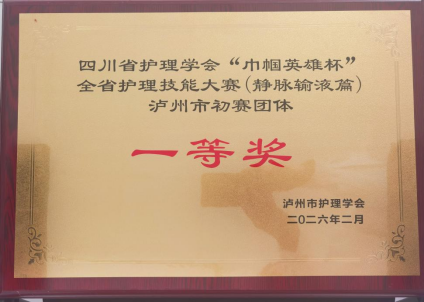 四川省护理学会“巾帼英雄杯”
全省护理技能大赛(静脉输液篇)
泸州市初赛团体
一等奖
泸州市护理学会
二〇二六年二月